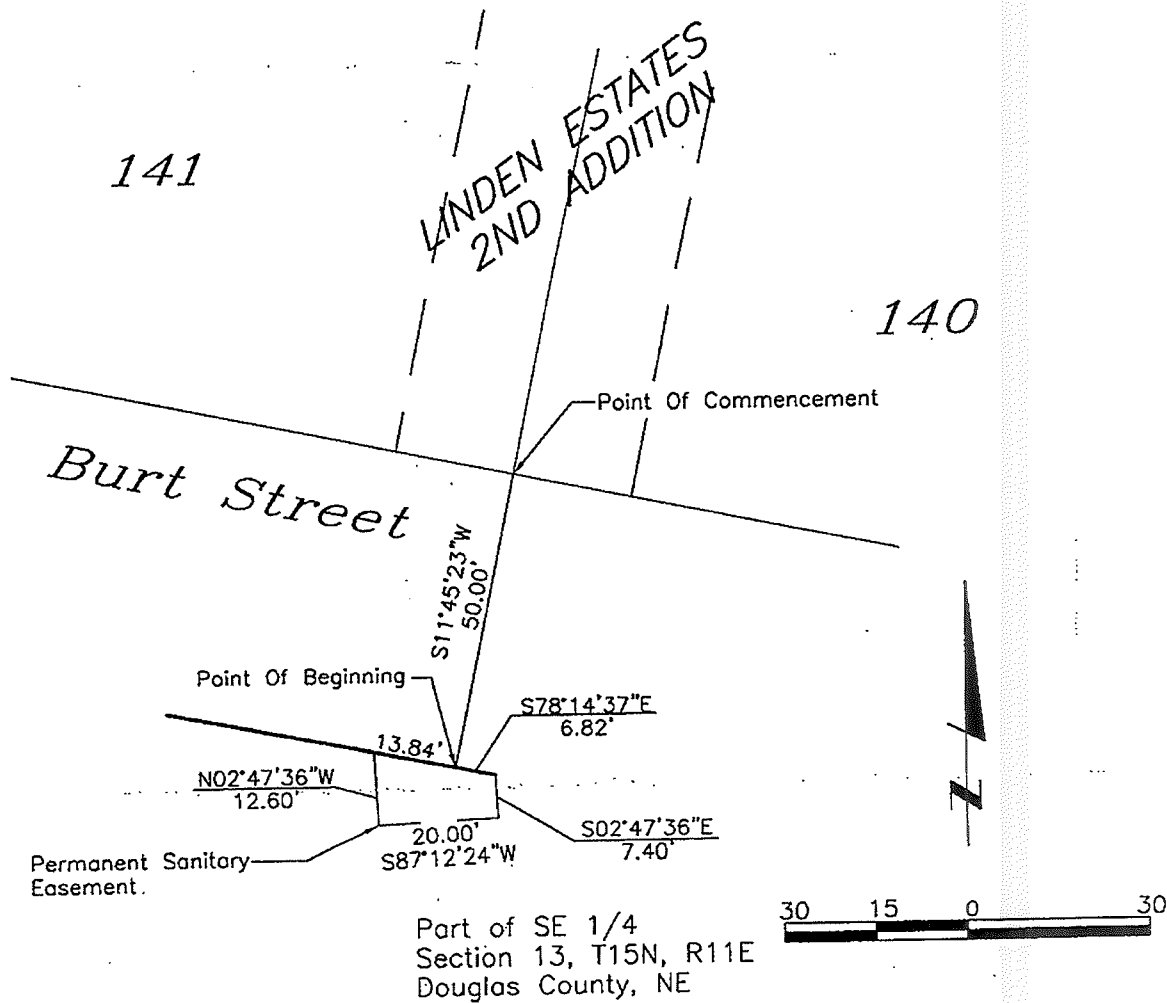 LINDEN ESTATES
2ND ADDITION
141
140
Point Of Commencement
Burt Street
S11°45'23"W
50.00'
Point Of Beginning
S78°14'37"E
6.82'
13.84'
N02°47'36"W
12.60'
S02°47'36"E
7.40'
20.00'
S87°12'24"W
Permanent Sanitary
Easement.
Z
30 15 0 30
Part of SE 1/4
Section 13, T15N, R11E
Douglas County, NE